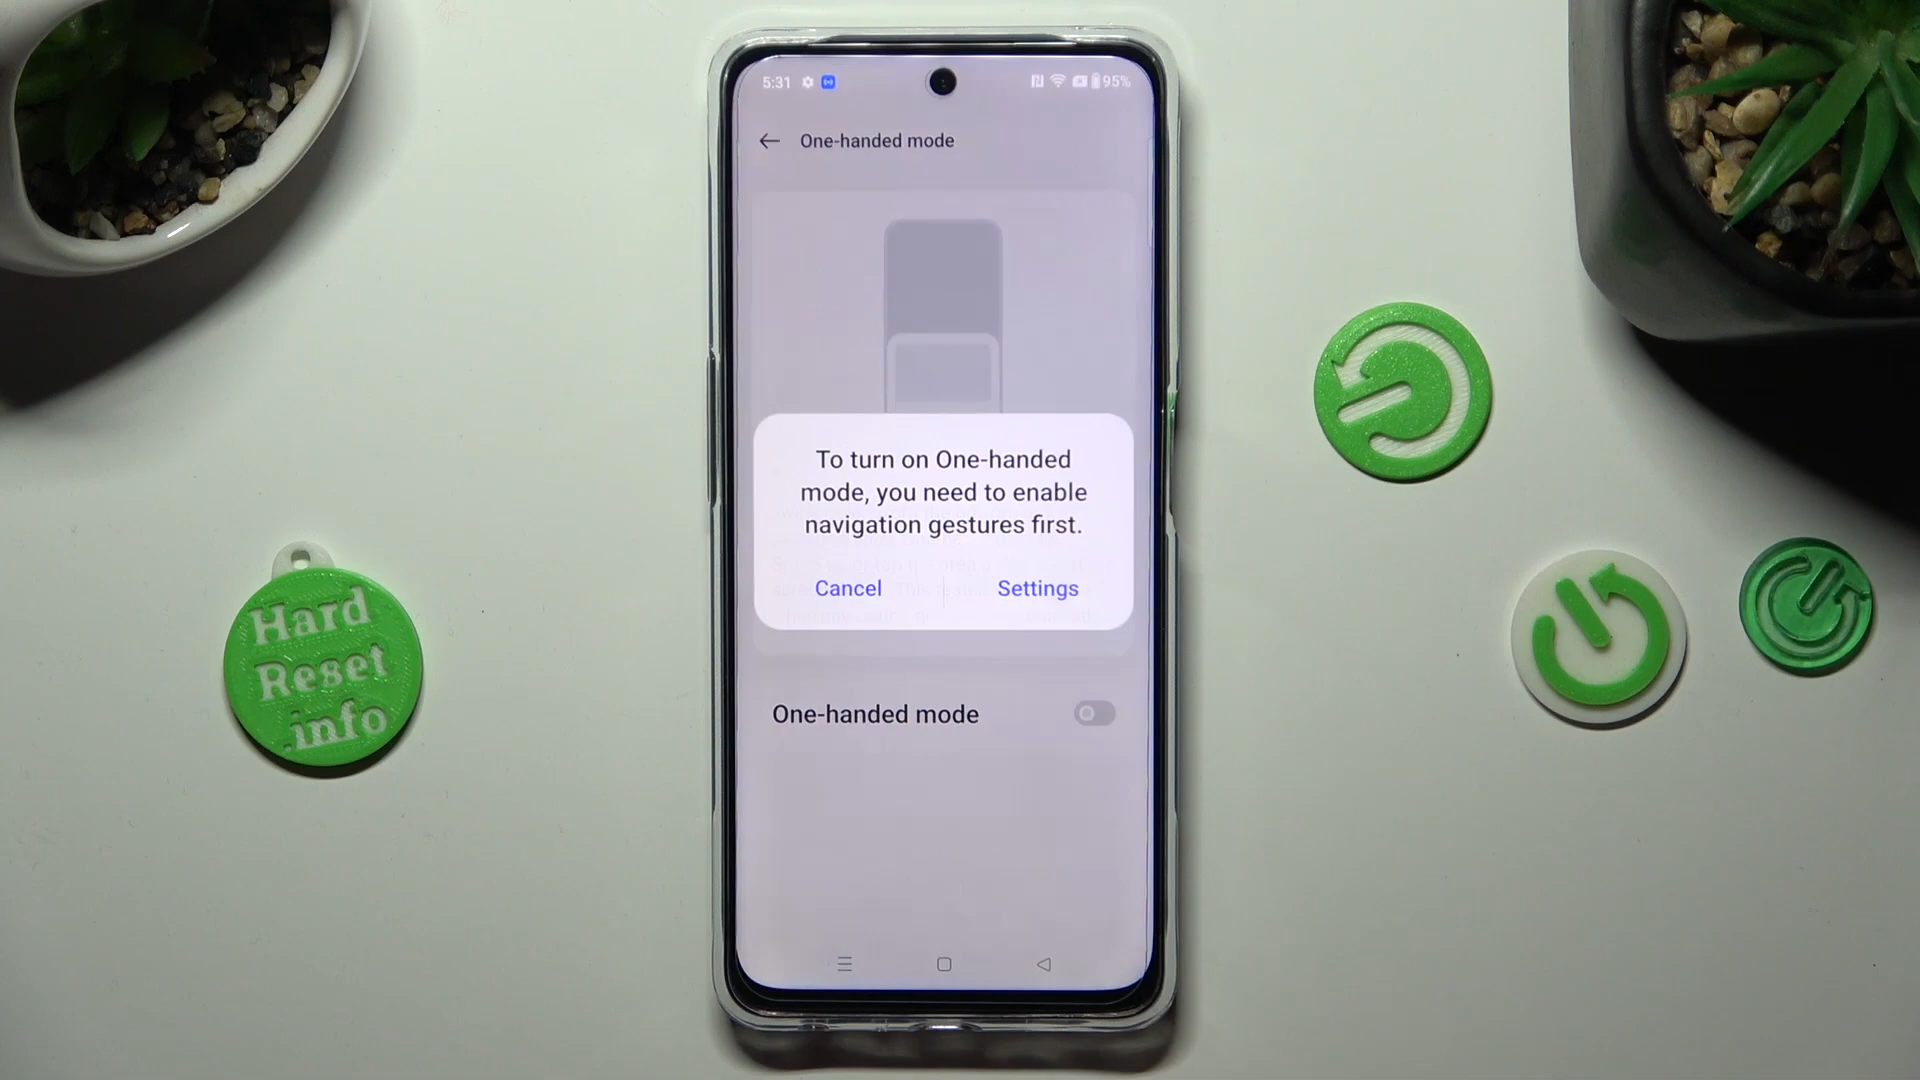 5:31
95%
One-handed mode
To turn on One-handed
mode, you need to enable
navigation gestures first.
Cancel
Settings
One-handed mode
Hard
Reset
.info